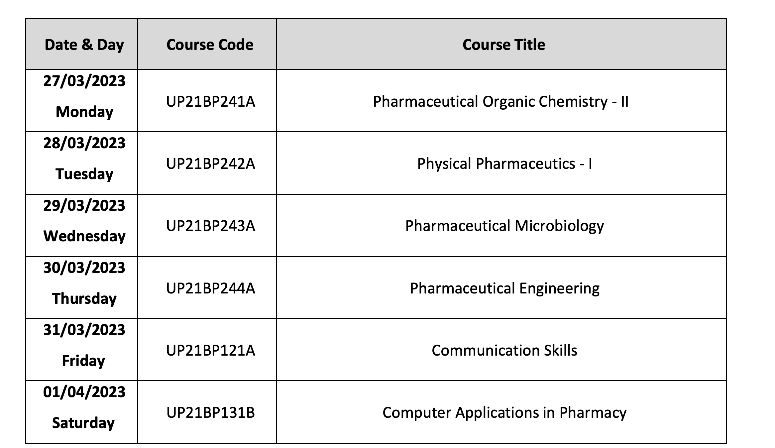 Date & Day Course Code Course Title
27/03/2023
Monday
UP21BP241A Pharmaceutical Organic Chemistry - II
28/03/2023
Tuesday
UP21BP242A Physical Pharmaceutics - I
29/03/2023
Wednesday
UP21BP243A Pharmaceutical Microbiology
30/03/2023
Thursday
UP21BP244A Pharmaceutical Engineering
31/03/2023
Friday
UP21BP121A Communication Skills
01/04/2023
Saturday
UP21BP131B Computer Applications in Pharmacy